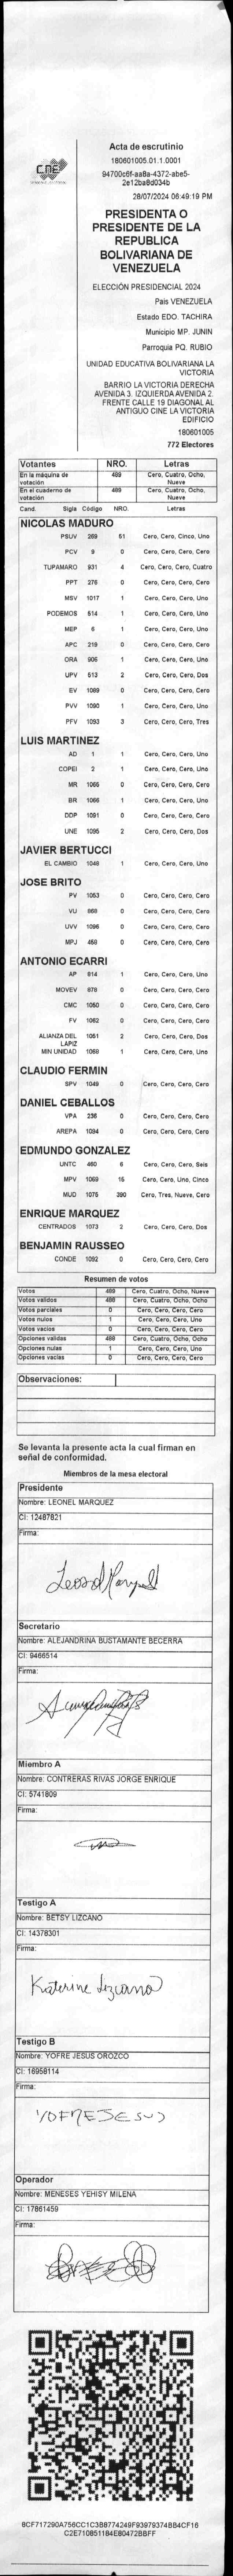 Acta de escrutinio
180601005.01.1.0001
94700c6f-aa8a-4372-abe5-
2e12ba8d034b
28/07/2024 06:49:19 PM
CNE
PRESIDENTA O
PRESIDENTE DE LA
REPUBLICA
BOLIVARIANA DE
VENEZUELA
ELECCIÓN PRESIDENCIAL 2024
Pais VENEZUELA
Estado EDO. TACHIRA
Municipio MP. JUNIN
Parroquia PQ. RUBIO
UNIDAD EDUCATIVA BOLIVARIANA LA
VICTORIA
BARRIO LA VICTORIA DERECHA
AVENIDA 3. IZQUIERDA AVENIDA 2.
FRENTE CALLE 19 DIAGONAL AL
ANTIGUO CINE LA VICTORIA
EDIFICIO
180601005
772 Electores
Votantes NRO. Letras
En la máquina de votación 489 Cero, Cuatro, Ocho, Nueve
En el cuaderno de votación 489 Cero, Cuatro, Ocho, Nueve
Cand. Sigla Código NRO. Letras
NICOLAS MADURO
PSUV 269 51 Cero, Cero, Cinco, Uno
PCV 9 0 Cero, Cero, Cero, Cero
TUPAMARO 931 4 Cero, Cero, Cero, Cuatro
PPT 276 0 Cero, Cero, Cero, Cero
MSV 1017 1 Cero, Cero, Cero, Uno
PODEMOS 514 1 Cero, Cero, Cero, Uno
MEP 6 1 Cero, Cero, Cero, Uno
APC 219 0 Cero, Cero, Cero, Cero
ORA 906 1 Cero, Cero, Cero, Uno
UPV 513 2 Cero, Cero, Cero, Dos
EV 1089 0 Cero, Cero, Cero, Cero
PVV 1090 1 Cero, Cero, Cero, Uno
PFV 1093 3 Cero, Cero, Cero, Tres
LUIS MARTINEZ
AD 1 1 Cero, Cero, Cero, Uno
COPEI 2 1 Cero, Cero, Cero, Uno
MR 1065 0 Cero, Cero, Cero, Cero
BR 1066 1 Cero, Cero, Cero, Uno
DDP 1091 0 Cero, Cero, Cero, Cero
UNE 1095 2 Cero, Cero, Cero, Dos
JAVIER BERTUCCI
EL CAMBIO 1048 1 Cero, Cero, Cero, Uno
JOSE BRITO
PV 1053 0 Cero, Cero, Cero, Cero
VU 868 0 Cero, Cero, Cero, Cero
UVV 1096 0 Cero, Cero, Cero, Cero
MPJ 458 0 Cero, Cero, Cero, Cero
ANTONIO ECARRI
AP 814 1 Cero, Cero, Cero, Uno
MOVEV 878 0 Cero, Cero, Cero, Cero
CMC 1050 0 Cero, Cero, Cero, Cero
FV 1062 0 Cero, Cero, Cero, Cero
ALIANZA DEL LAPIZ 1051 2 Cero, Cero, Cero, Dos
MIN UNIDAD 1068 1 Cero, Cero, Cero, Uno
CLAUDIO FERMIN
SPV 1049 0 Cero, Cero, Cero, Cero
DANIEL CEBALLOS
VPA 236 0 Cero, Cero, Cero, Cero
AREPA 1094 0 Cero, Cero, Cero, Cero
EDMUNDO GONZALEZ
UNTC 460 6 Cero, Cero, Cero, Seis
MPV 1069 15 Cero, Cero, Uno, Cinco
MUD 1075 390 Cero, Tres, Nueve, Cero
ENRIQUE MARQUEZ
CENTRADOS 1073 2 Cero, Cero, Cero, Dos
BENJAMIN RAUSSEO
CONDE 1092 0 Cero, Cero, Cero, Cero
Resumen de votos
Votos 489 Cero, Cuatro, Ocho, Nueve
Votos validos 488 Cero, Cuatro, Ocho, Ocho
Votos parciales 0 Cero, Cero, Cero, Cero
Votos nulos 1 Cero, Cero, Cero, Uno
Votos vacios 0 Cero, Cero, Cero, Cero
Opciones validas 488 Cero, Cuatro, Ocho, Ocho
Opciones nulas 1 Cero, Cero, Cero, Uno
Opciones vacias 0 Cero, Cero, Cero, Cero
Observaciones:
Se levanta la presente acta la cual firman en
señal de conformidad.
Miembros de la mesa electoral
Presidente
Nombre: LEONEL MARQUEZ
CI: 12487821
Firma:
Leonel Marquez
Secretario
Nombre: ALEJANDRINA BUSTAMANTE BECERRA
CI: 9466514
Firma:
Miembro A
Nombre: CONTRERAS RIVAS JORGE ENRIQUE
CI: 5741809
Firma:
Testigo A
Nombre: BETSY LIZCANO
CI: 14378301
Firma:
Katerine Lizcano
Testigo B
Nombre: YOFRE JESUS OROZCO
CI: 16958114
Firma:
YOFRE JESUS
Operador
Nombre: MENESES YEHISY MILENA
CI: 17861459
Firma:
8CF717290A756CC1C3B8774249F93979374BB4CF16
C2E710851184E80472BBFF